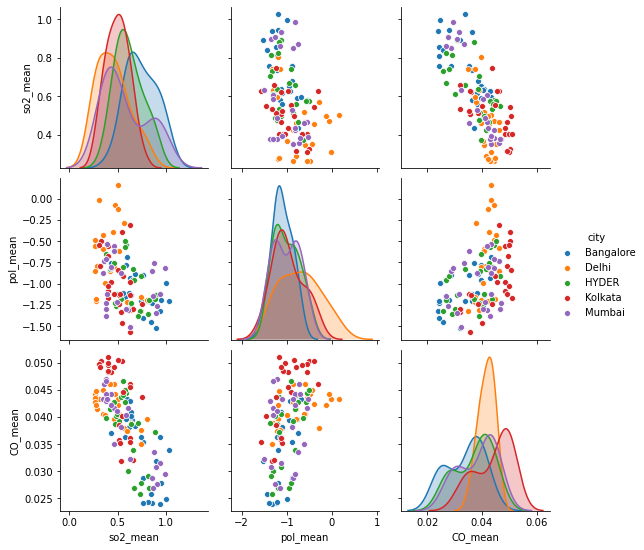 1.0
0.8
0.6
0.4
so2_mean
0.00
−0.25
−0.50
−0.75
−1.00
−1.25
−1.50
pol_mean
city
Bangalore
Delhi
HYDER
Kolkata
Mumbai
0.050
0.045
0.040
0.035
0.030
0.025
CO_mean
0.0 0.5 1.0
so2_mean
−2 −1 0 1
pol_mean
0.02 0.04 0.06
CO_mean